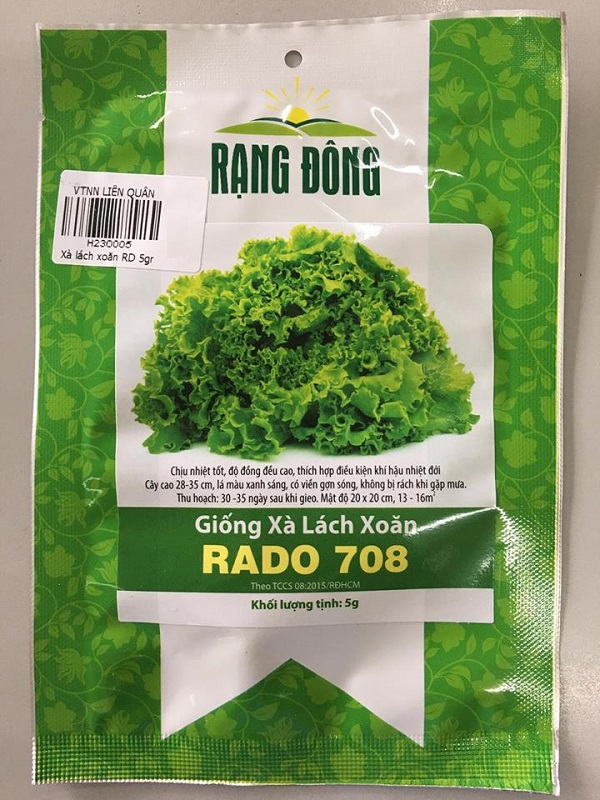 RẠNG ĐÔNG
VTNN LIÊN QUÂN
H230005
Xà lách xoăn RD 5gr
Chịu nhiệt tốt, độ đồng đều cao, thích hợp điều kiện khí hậu nhiệt đới
Cây cao 28-35 cm, lá màu xanh sáng, có viền gợn sóng, không bị rách khi gặp mưa.
Thu hoạch: 30 -35 ngày sau khi gieo. Mật độ 20 x 20 cm, 13 - 16m²
Giống Xà Lách Xoăn
RADO 708
Theo TCCS 08:2015/RĐHCM
Khối lượng tịnh: 5g